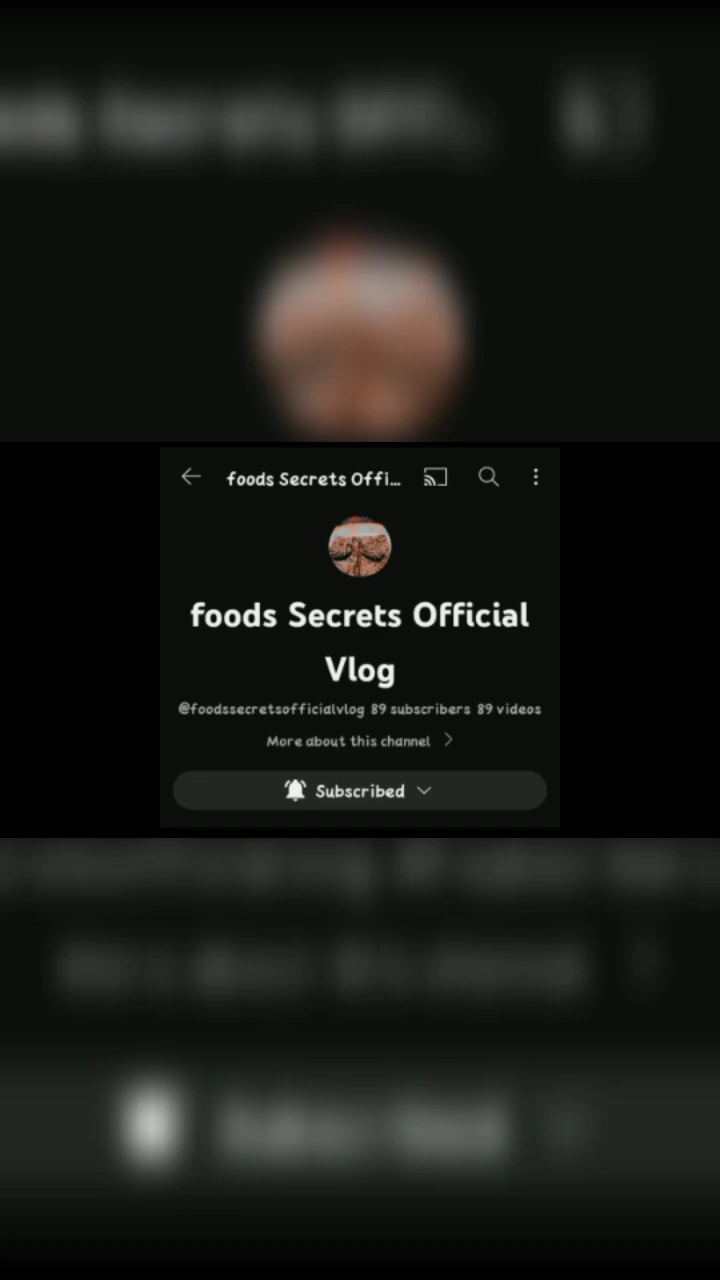 foods Secrets Offi...
foods Secrets Official
Vlog
@foodssecretsofficialvlog 89 subscribers 89 videos
More about this channel
Subscribed